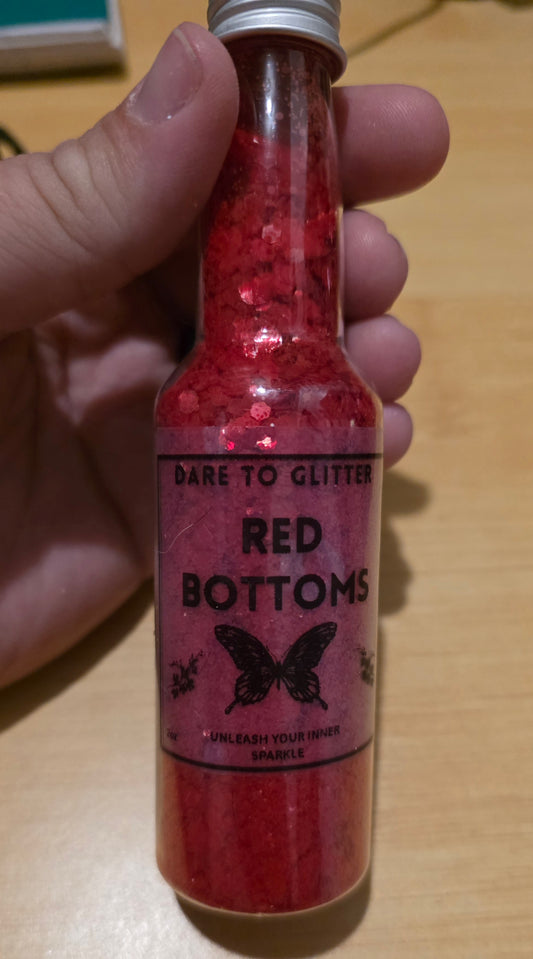 DARE TO GLITTER
RED
BOTTOMS
UNLEASH YOUR INNER
SPARKLE